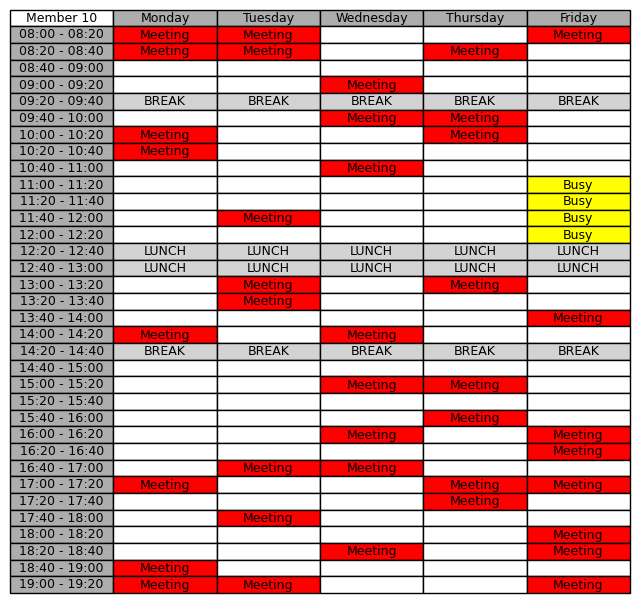 Member 10 Monday Tuesday Wednesday Thursday Friday
08:00 - 08:20 Meeting Meeting Meeting
08:20 - 08:40 Meeting Meeting Meeting
08:40 - 09:00
09:00 - 09:20 Meeting
09:20 - 09:40 BREAK BREAK BREAK BREAK BREAK
09:40 - 10:00 Meeting Meeting
10:00 - 10:20 Meeting Meeting
10:20 - 10:40 Meeting
10:40 - 11:00 Meeting
11:00 - 11:20 Busy
11:20 - 11:40 Busy
11:40 - 12:00 Meeting Busy
12:00 - 12:20 Busy
12:20 - 12:40 LUNCH LUNCH LUNCH LUNCH LUNCH
12:40 - 13:00 LUNCH LUNCH LUNCH LUNCH LUNCH
13:00 - 13:20 Meeting Meeting
13:20 - 13:40 Meeting
13:40 - 14:00 Meeting
14:00 - 14:20 Meeting Meeting
14:20 - 14:40 BREAK BREAK BREAK BREAK BREAK
14:40 - 15:00
15:00 - 15:20 Meeting Meeting
15:20 - 15:40
15:40 - 16:00 Meeting
16:00 - 16:20 Meeting Meeting
16:20 - 16:40 Meeting
16:40 - 17:00 Meeting Meeting
17:00 - 17:20 Meeting Meeting Meeting
17:20 - 17:40 Meeting
17:40 - 18:00 Meeting
18:00 - 18:20 Meeting
18:20 - 18:40 Meeting Meeting
18:40 - 19:00 Meeting
19:00 - 19:20 Meeting Meeting Meeting